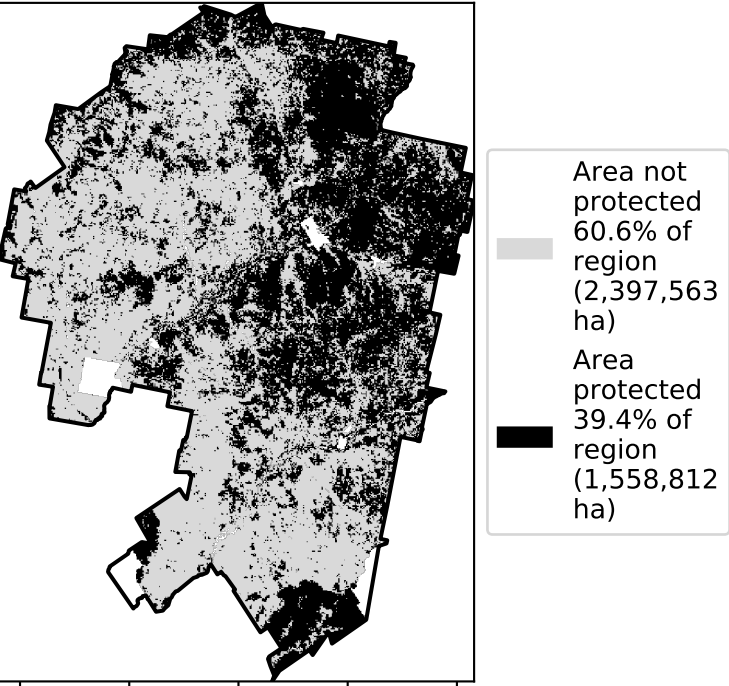 Area not
protected
60.6% of
region
(2,397,563
ha)
Area
protected
39.4% of
region
(1,558,812
ha)